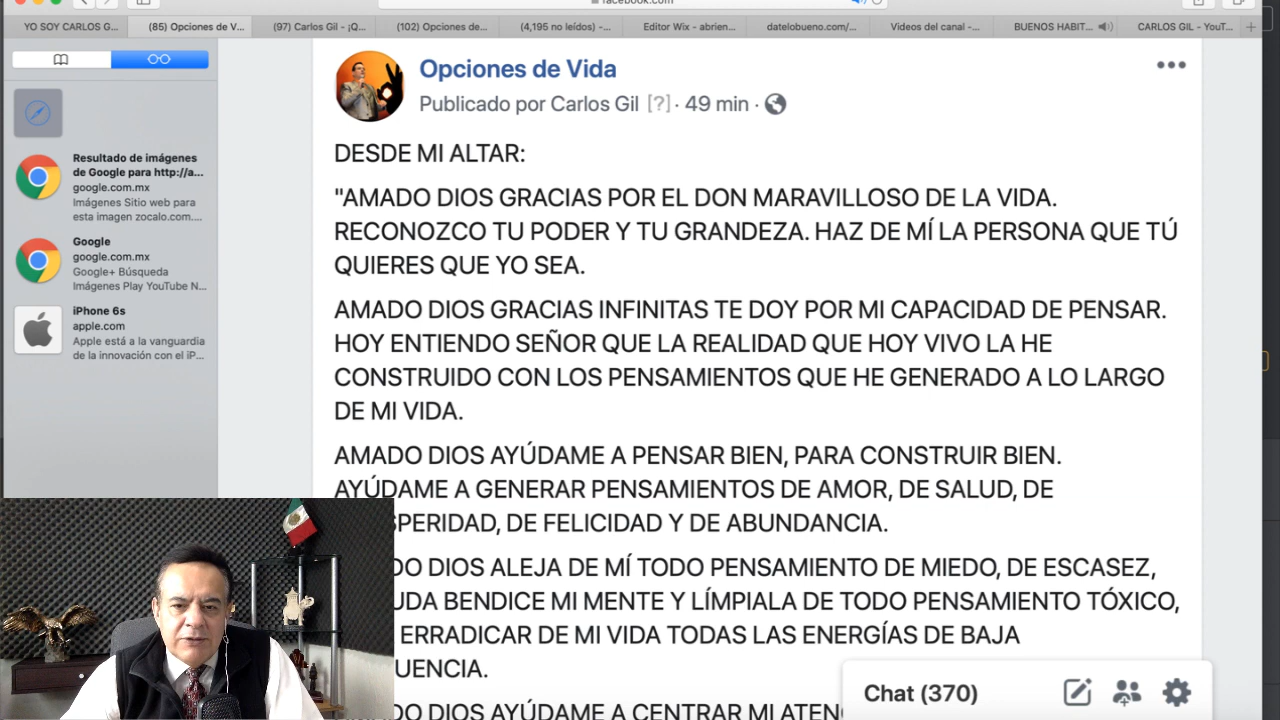 facebook.com
YO SOY CARLOS G...
(85) Opciones de V...
(97) Carlos Gil - ¡Q...
(102) Opciones de...
(4,195 no leídos) -...
Editor Wix - abrien...
datelobueno.com/...
Videos del canal -...
BUENOS HABIT...
CARLOS GIL - YouT...
Resultado de imágenes
de Google para http://a...
google.com.mx
Imágenes Sitio web para
esta imagen zocalo.com....
Google
google.com.mx
Google+ Búsqueda
Imágenes Play YouTube N...
iPhone 6s
apple.com
Apple está a la vanguardia
de la innovación con el iP...
Opciones de Vida
Publicado por Carlos Gil [?] · 49 min ·
DESDE MI ALTAR:
"AMADO DIOS GRACIAS POR EL DON MARAVILLOSO DE LA VIDA.
RECONOZCO TU PODER Y TU GRANDEZA. HAZ DE MÍ LA PERSONA QUE TÚ
QUIERES QUE YO SEA.
AMADO DIOS GRACIAS INFINITAS TE DOY POR MI CAPACIDAD DE PENSAR.
HOY ENTIENDO SEÑOR QUE LA REALIDAD QUE HOY VIVO LA HE
CONSTRUIDO CON LOS PENSAMIENTOS QUE HE GENERADO A LO LARGO
DE MI VIDA.
AMADO DIOS AYÚDAME A PENSAR BIEN, PARA CONSTRUIR BIEN.
AYÚDAME A GENERAR PENSAMIENTOS DE AMOR, DE SALUD, DE
SPERIDAD, DE FELICIDAD Y DE ABUNDANCIA.
DO DIOS ALEJA DE MÍ TODO PENSAMIENTO DE MIEDO, DE ESCASEZ,
UDA BENDICE MI MENTE Y LÍMPIALA DE TODO PENSAMIENTO TÓXICO,
ERRADICAR DE MI VIDA TODAS LAS ENERGÍAS DE BAJA
UENCIA.
DO DIOS AYÚDAME A CENTRAR MI ATENC
Chat (370)